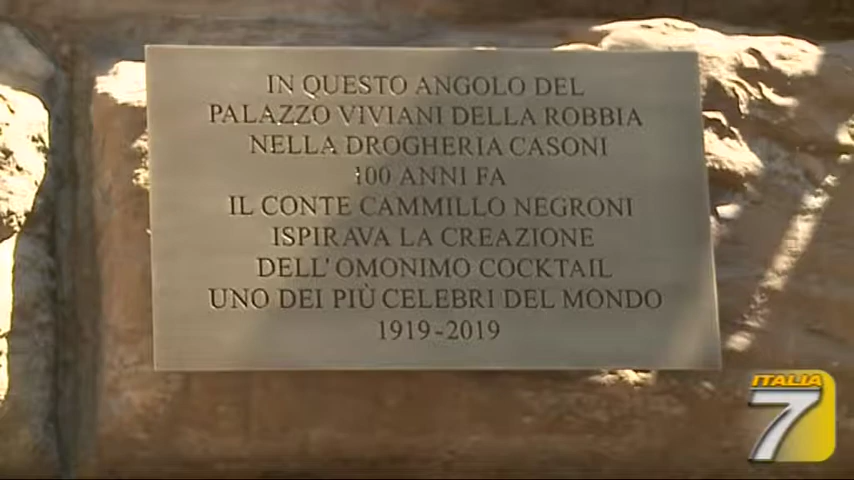 IN QUESTO ANGOLO DEL
PALAZZO VIVIANI DELLA ROBBIA
NELLA DROGHERIA CASONI
100 ANNI FA
IL CONTE CAMMILLO NEGRONI
ISPIRAVA LA CREAZIONE
DELL'OMONIMO COCKTAIL
UNO DEI PIÙ CELEBRI DEL MONDO
1919-2019
ITALIA
7